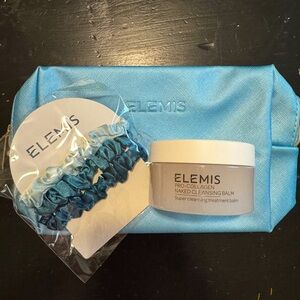 ELEMIS
ELEMIS
ELEMIS
PRO-COLLAGEN
NAKED CLEANSING BALM
Super cleansing treatment balm